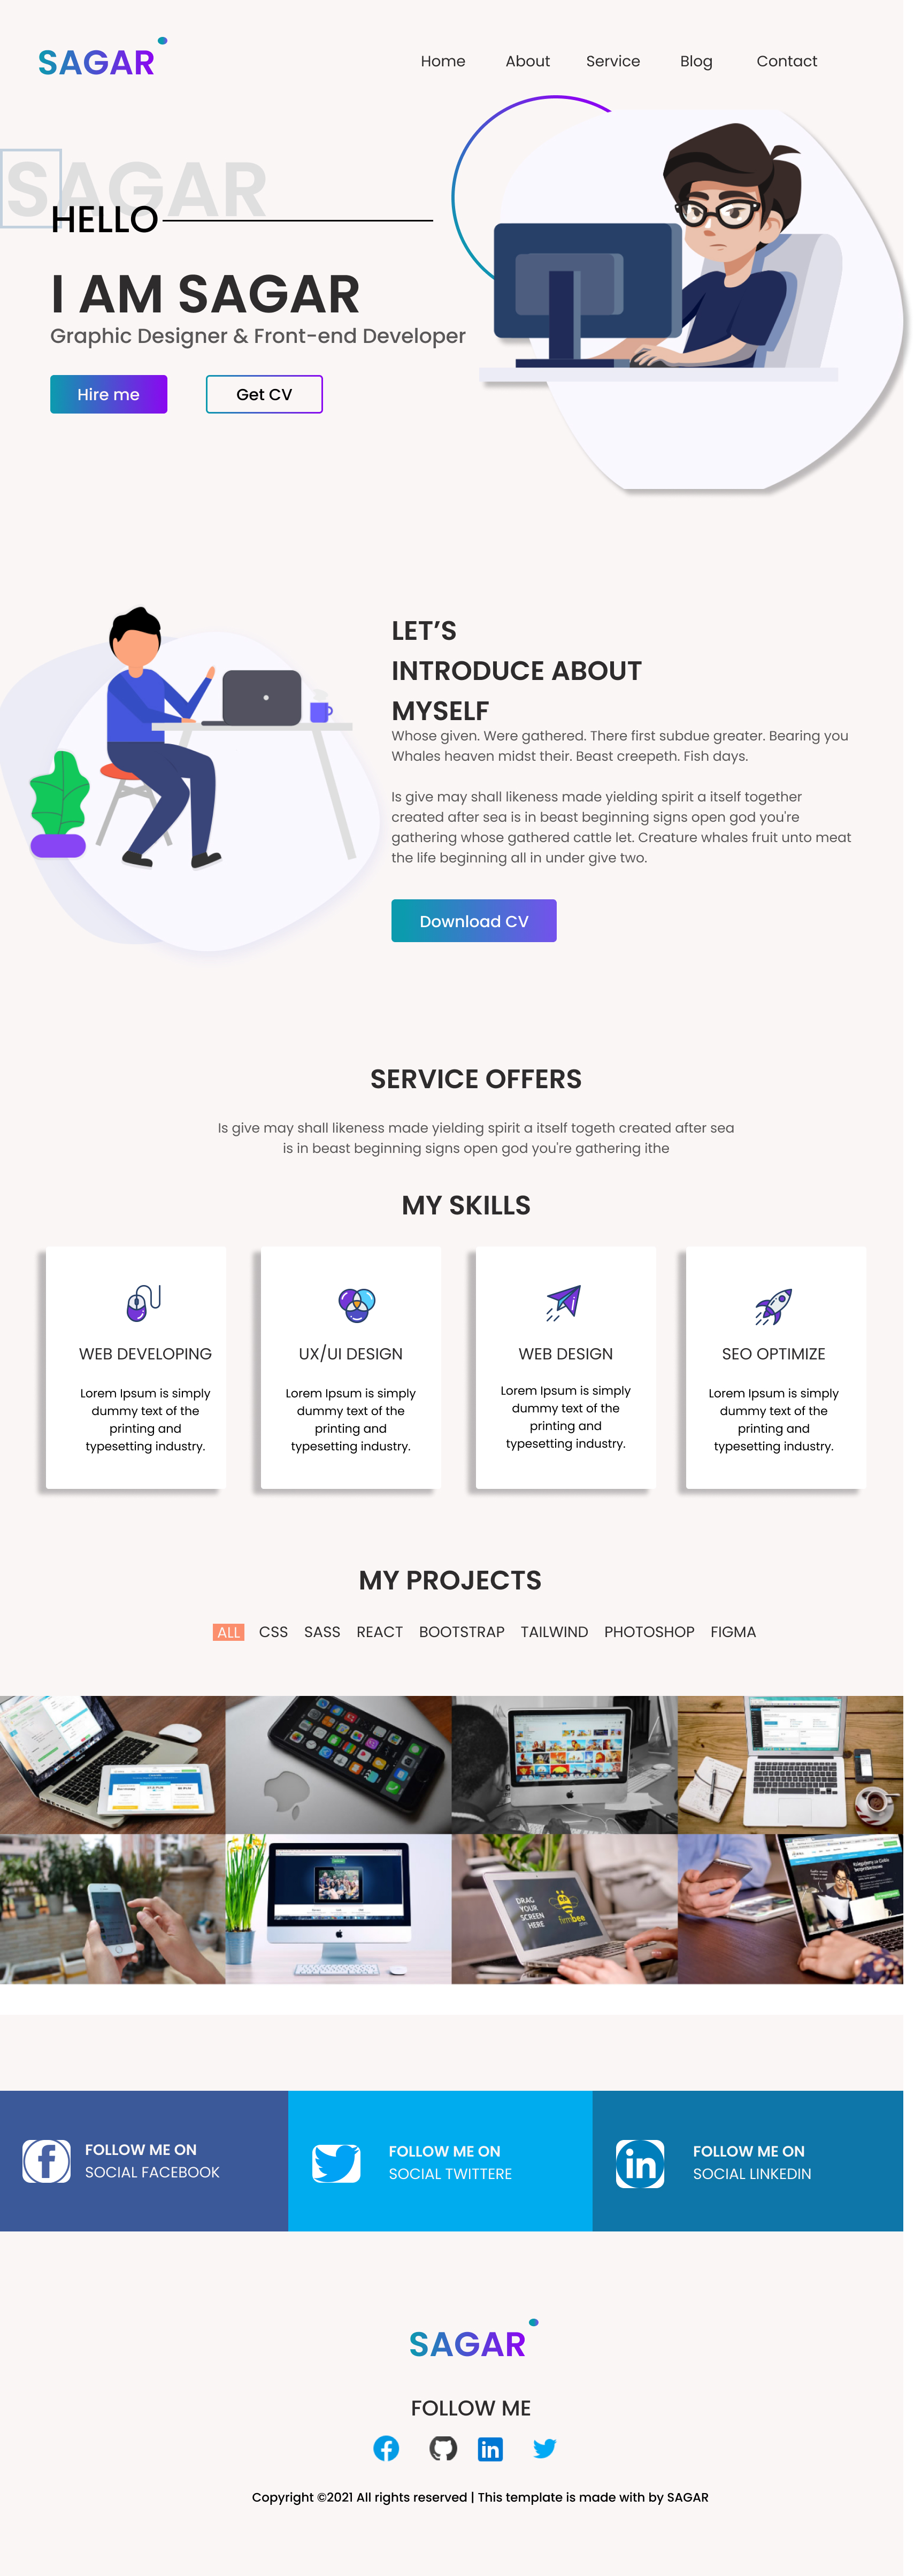 SAGAR
Home About Service Blog Contact
SAGAR
HELLO
I AM SAGAR
Graphic Designer & Front-end Developer
Hire me Get CV
LET’S
INTRODUCE ABOUT
MYSELF
Whose given. Were gathered. There first subdue greater. Bearing you
Whales heaven midst their. Beast creepeth. Fish days.
Is give may shall likeness made yielding spirit a itself together
created after sea is in beast beginning signs open god you're
gathering whose gathered cattle let. Creature whales fruit unto meat
the life beginning all in under give two.
Download CV
SERVICE OFFERS
Is give may shall likeness made yielding spirit a itself togeth created after sea
is in beast beginning signs open god you're gathering ithe
MY SKILLS
WEB DEVELOPING
Lorem Ipsum is simply
dummy text of the
printing and
typesetting industry.
UX/UI DESIGN
Lorem Ipsum is simply
dummy text of the
printing and
typesetting industry.
WEB DESIGN
Lorem Ipsum is simply
dummy text of the
printing and
typesetting industry.
SEO OPTIMIZE
Lorem Ipsum is simply
dummy text of the
printing and
typesetting industry.
MY PROJECTS
ALL CSS SASS REACT BOOTSTRAP TAILWIND PHOTOSHOP FIGMA
DRAG
YOUR
SCREEN
HERE
firmbee
FOLLOW ME ON
SOCIAL FACEBOOK
FOLLOW ME ON
SOCIAL TWITTERE
in
FOLLOW ME ON
SOCIAL LINKEDIN
SAGAR
FOLLOW ME
in
Copyright ©2021 All rights reserved | This template is made with by SAGAR